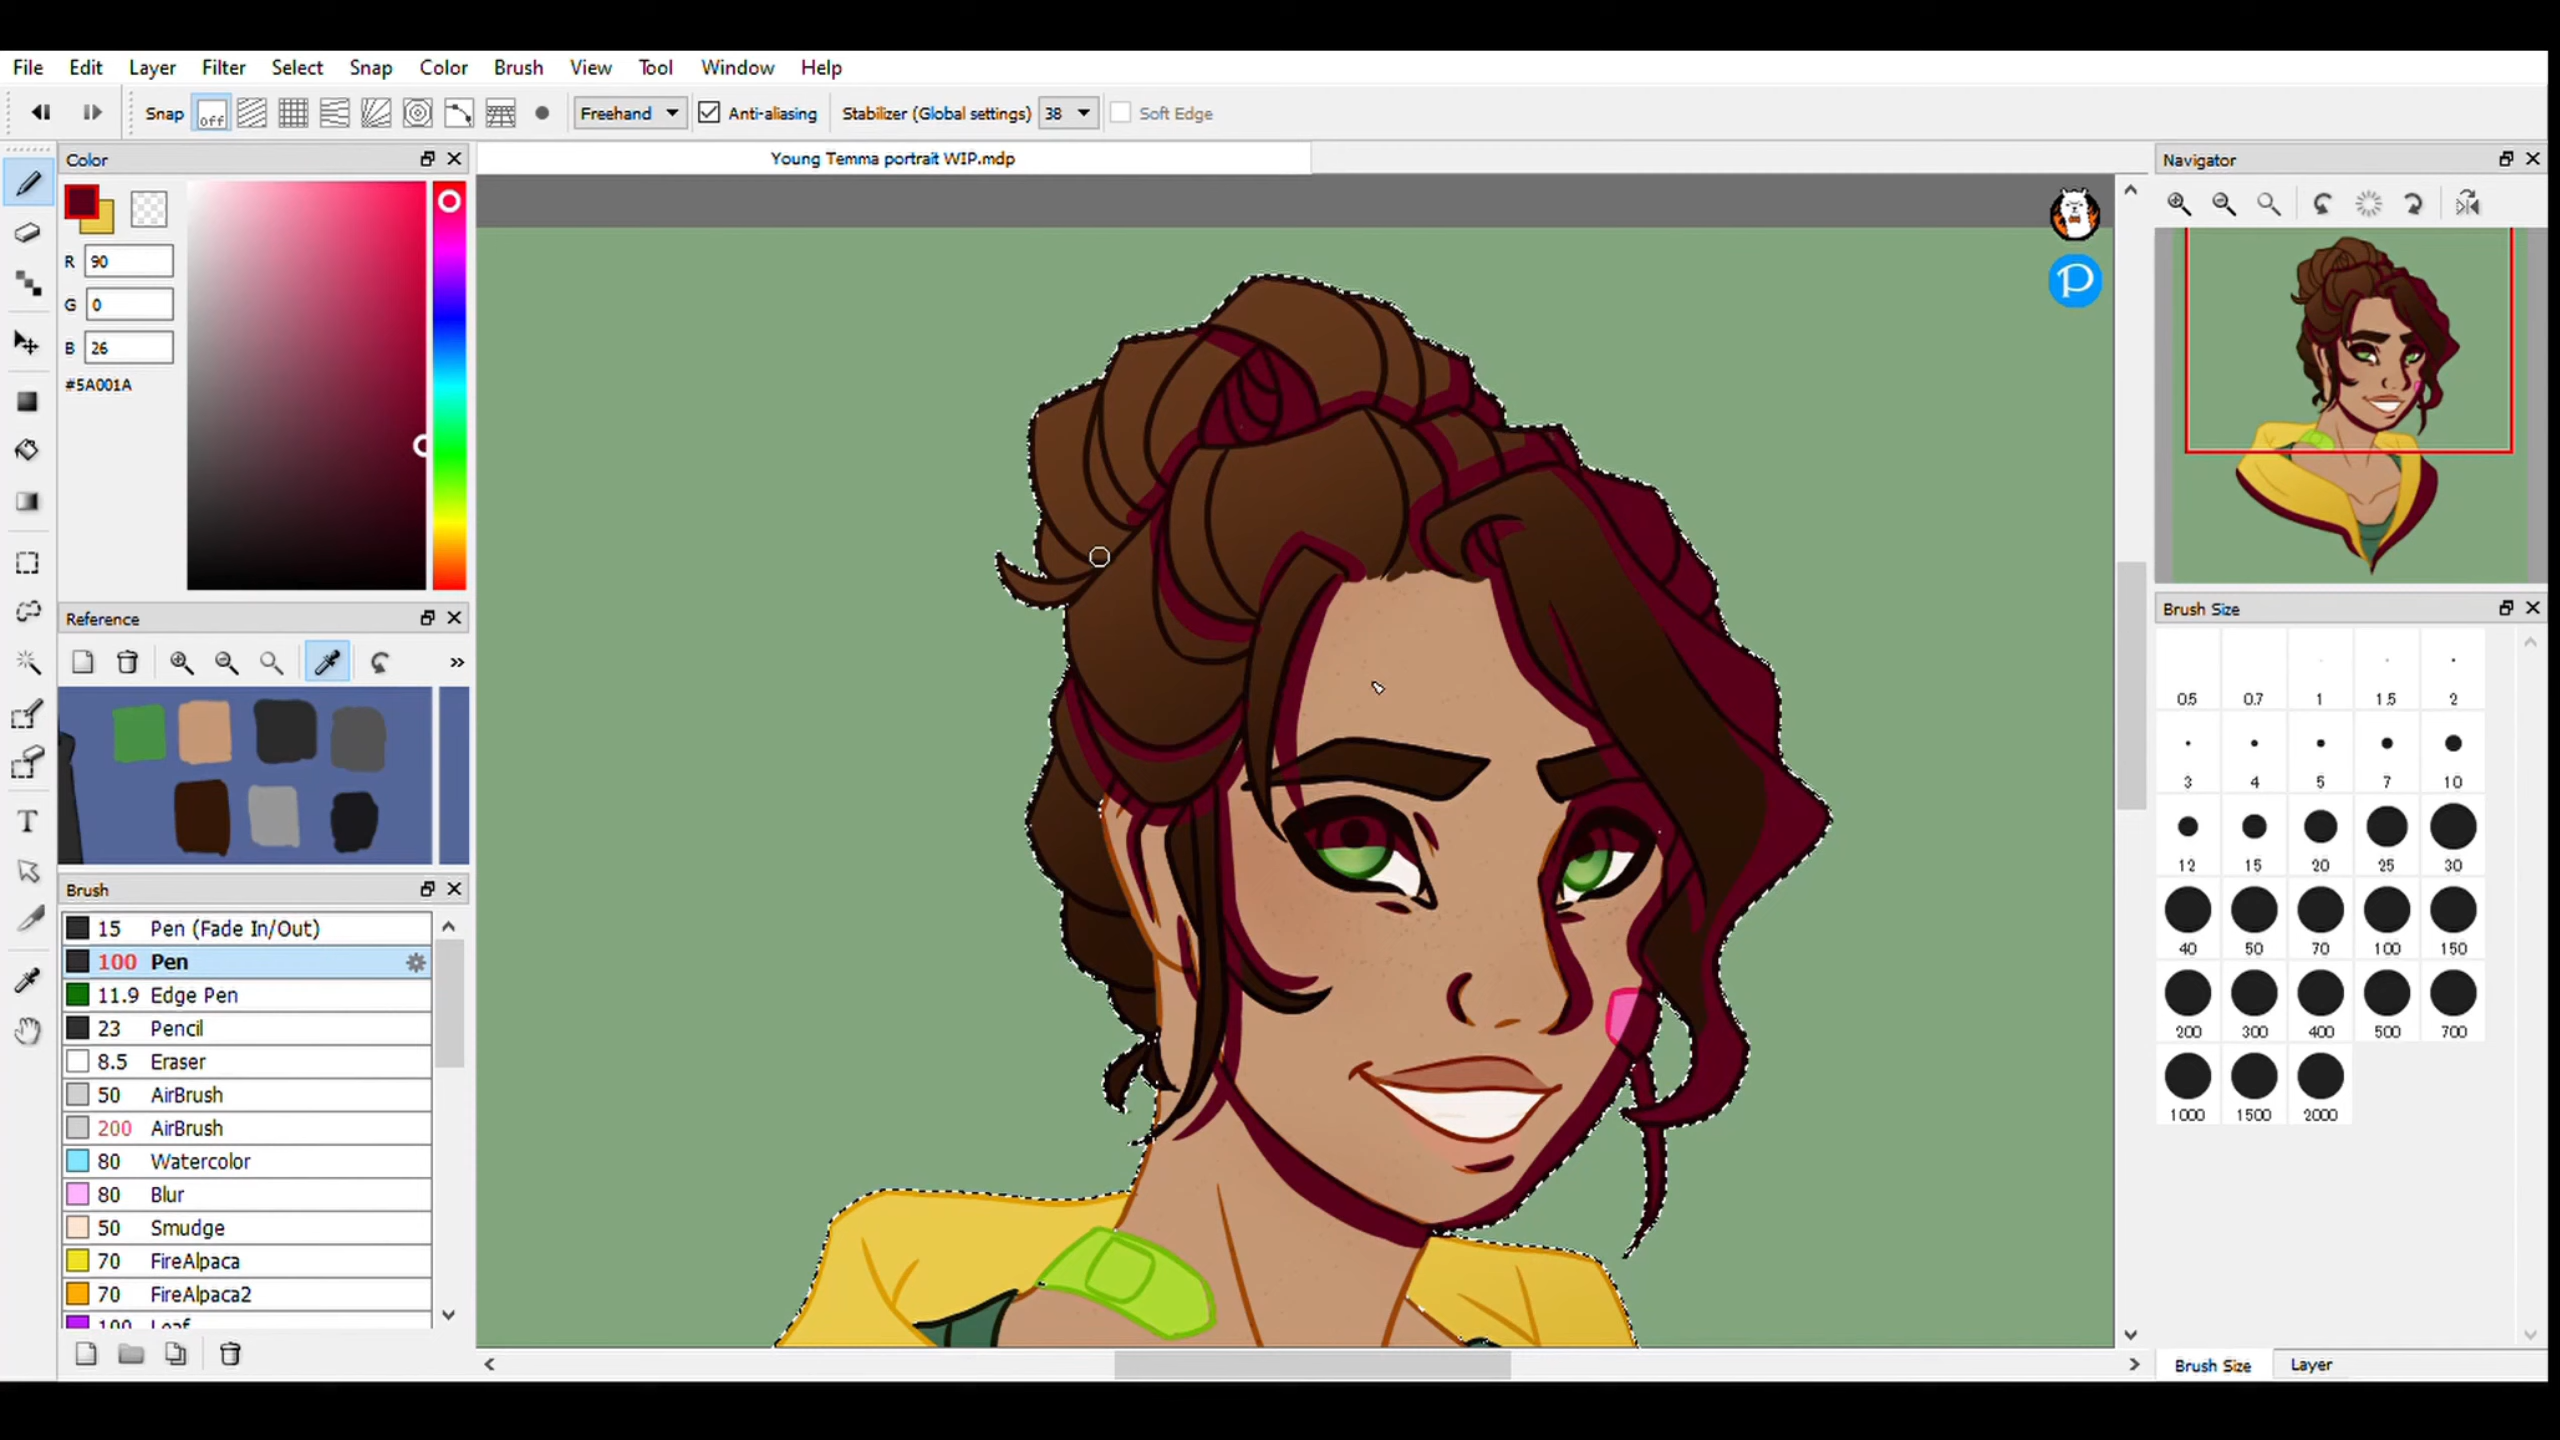 File Edit Layer Filter Select Snap Color Brush View Tool Window Help
Snap off Freehand Anti-aliasing Stabilizer (Global settings) 38 Soft Edge
Color
R 90
G 0
B 26
#5A001A
Reference
»
Brush
15 Pen (Fade In/Out)
100 Pen
11.9 Edge Pen
23 Pencil
8.5 Eraser
50 AirBrush
200 AirBrush
80 Watercolor
80 Blur
50 Smudge
70 FireAlpaca
70 FireAlpaca2
100 Leaf
Young Temma portrait WIP.mdp
P
Navigator
Brush Size
0.5 0.7 1 1.5 2
3 4 5 7 10
12 15 20 25 30
40 50 70 100 150
200 300 400 500 700
1000 1500 2000
Brush Size Layer